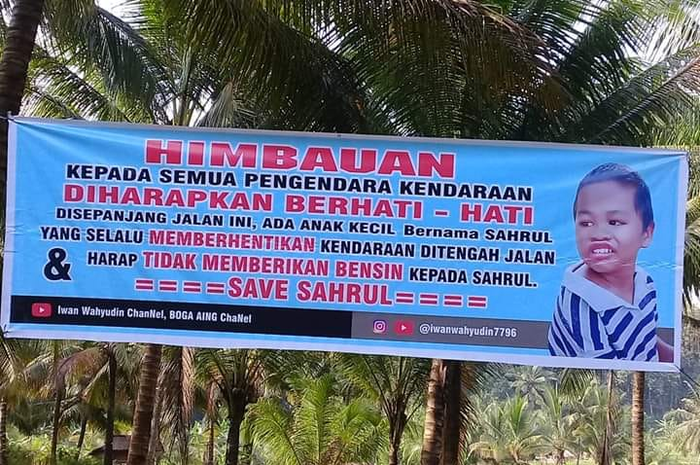 HIMBAUAN
KEPADA SEMUA PENGENDARA KENDARAAN
DIHARAPKAN BERHATI - HATI
DISEPANJANG JALAN INI, ADA ANAK KECIL Bernama SAHRUL
YANG SELALU MEMBERHENTIKAN KENDARAAN DITENGAH JALAN
& HARAP TIDAK MEMBERIKAN BENSIN KEPADA SAHRUL.
====SAVE SAHRUL====
Iwan Wahyudin ChanNel, BOGA AING ChaNel
@iwanwahyudin7796